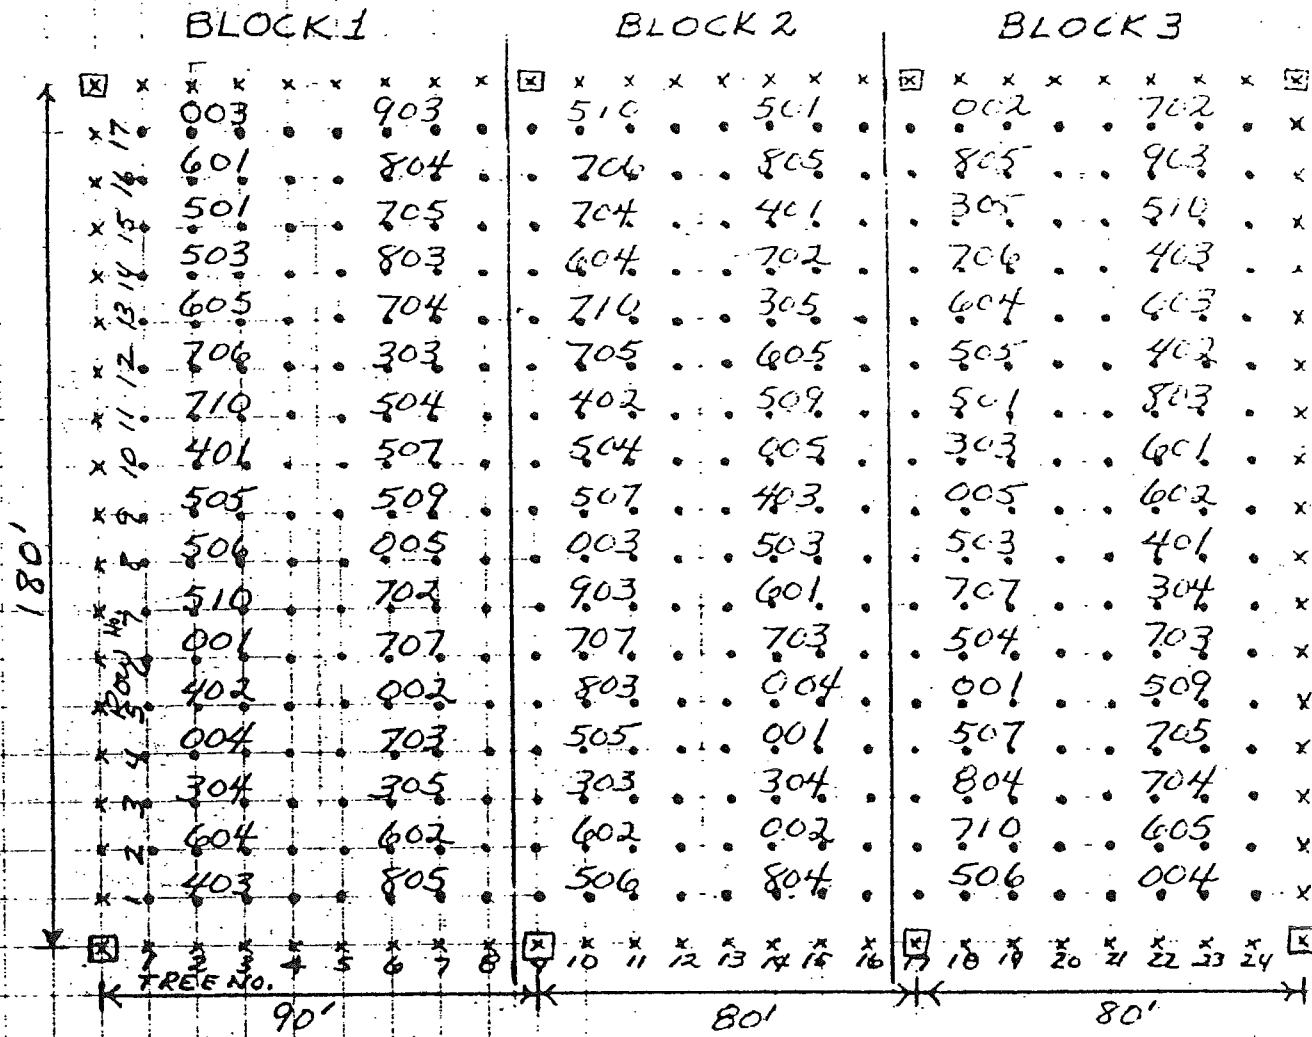 BLOCK 1 BLOCK 2 BLOCK 3
17 003 903 510 501 002 702
16 601 804 706 805 805 903
15 501 705 704 401 305 510
14 503 803 604 702 706 403
13 605 704 710 305 604 603
12 706 303 705 605 505 402
11 710 504 402 509 501 803
10 401 507 504 005 303 601
9 505 509 507 403 005 602
8 506 005 003 503 503 401
7 510 702 903 601 707 304
6 001 707 707 703 504 703
5 402 002 803 004 001 509
4 004 703 505 001 507 705
3 304 305 303 304 804 704
2 604 602 602 002 710 605
1 403 805 506 804 506 004
Row No.
180'
1 2 3 4 5 6 7 8 9 10 11 12 13 14 15 16 17 18 19 20 21 22 23 24
TREE NO.
90' 80' 80'